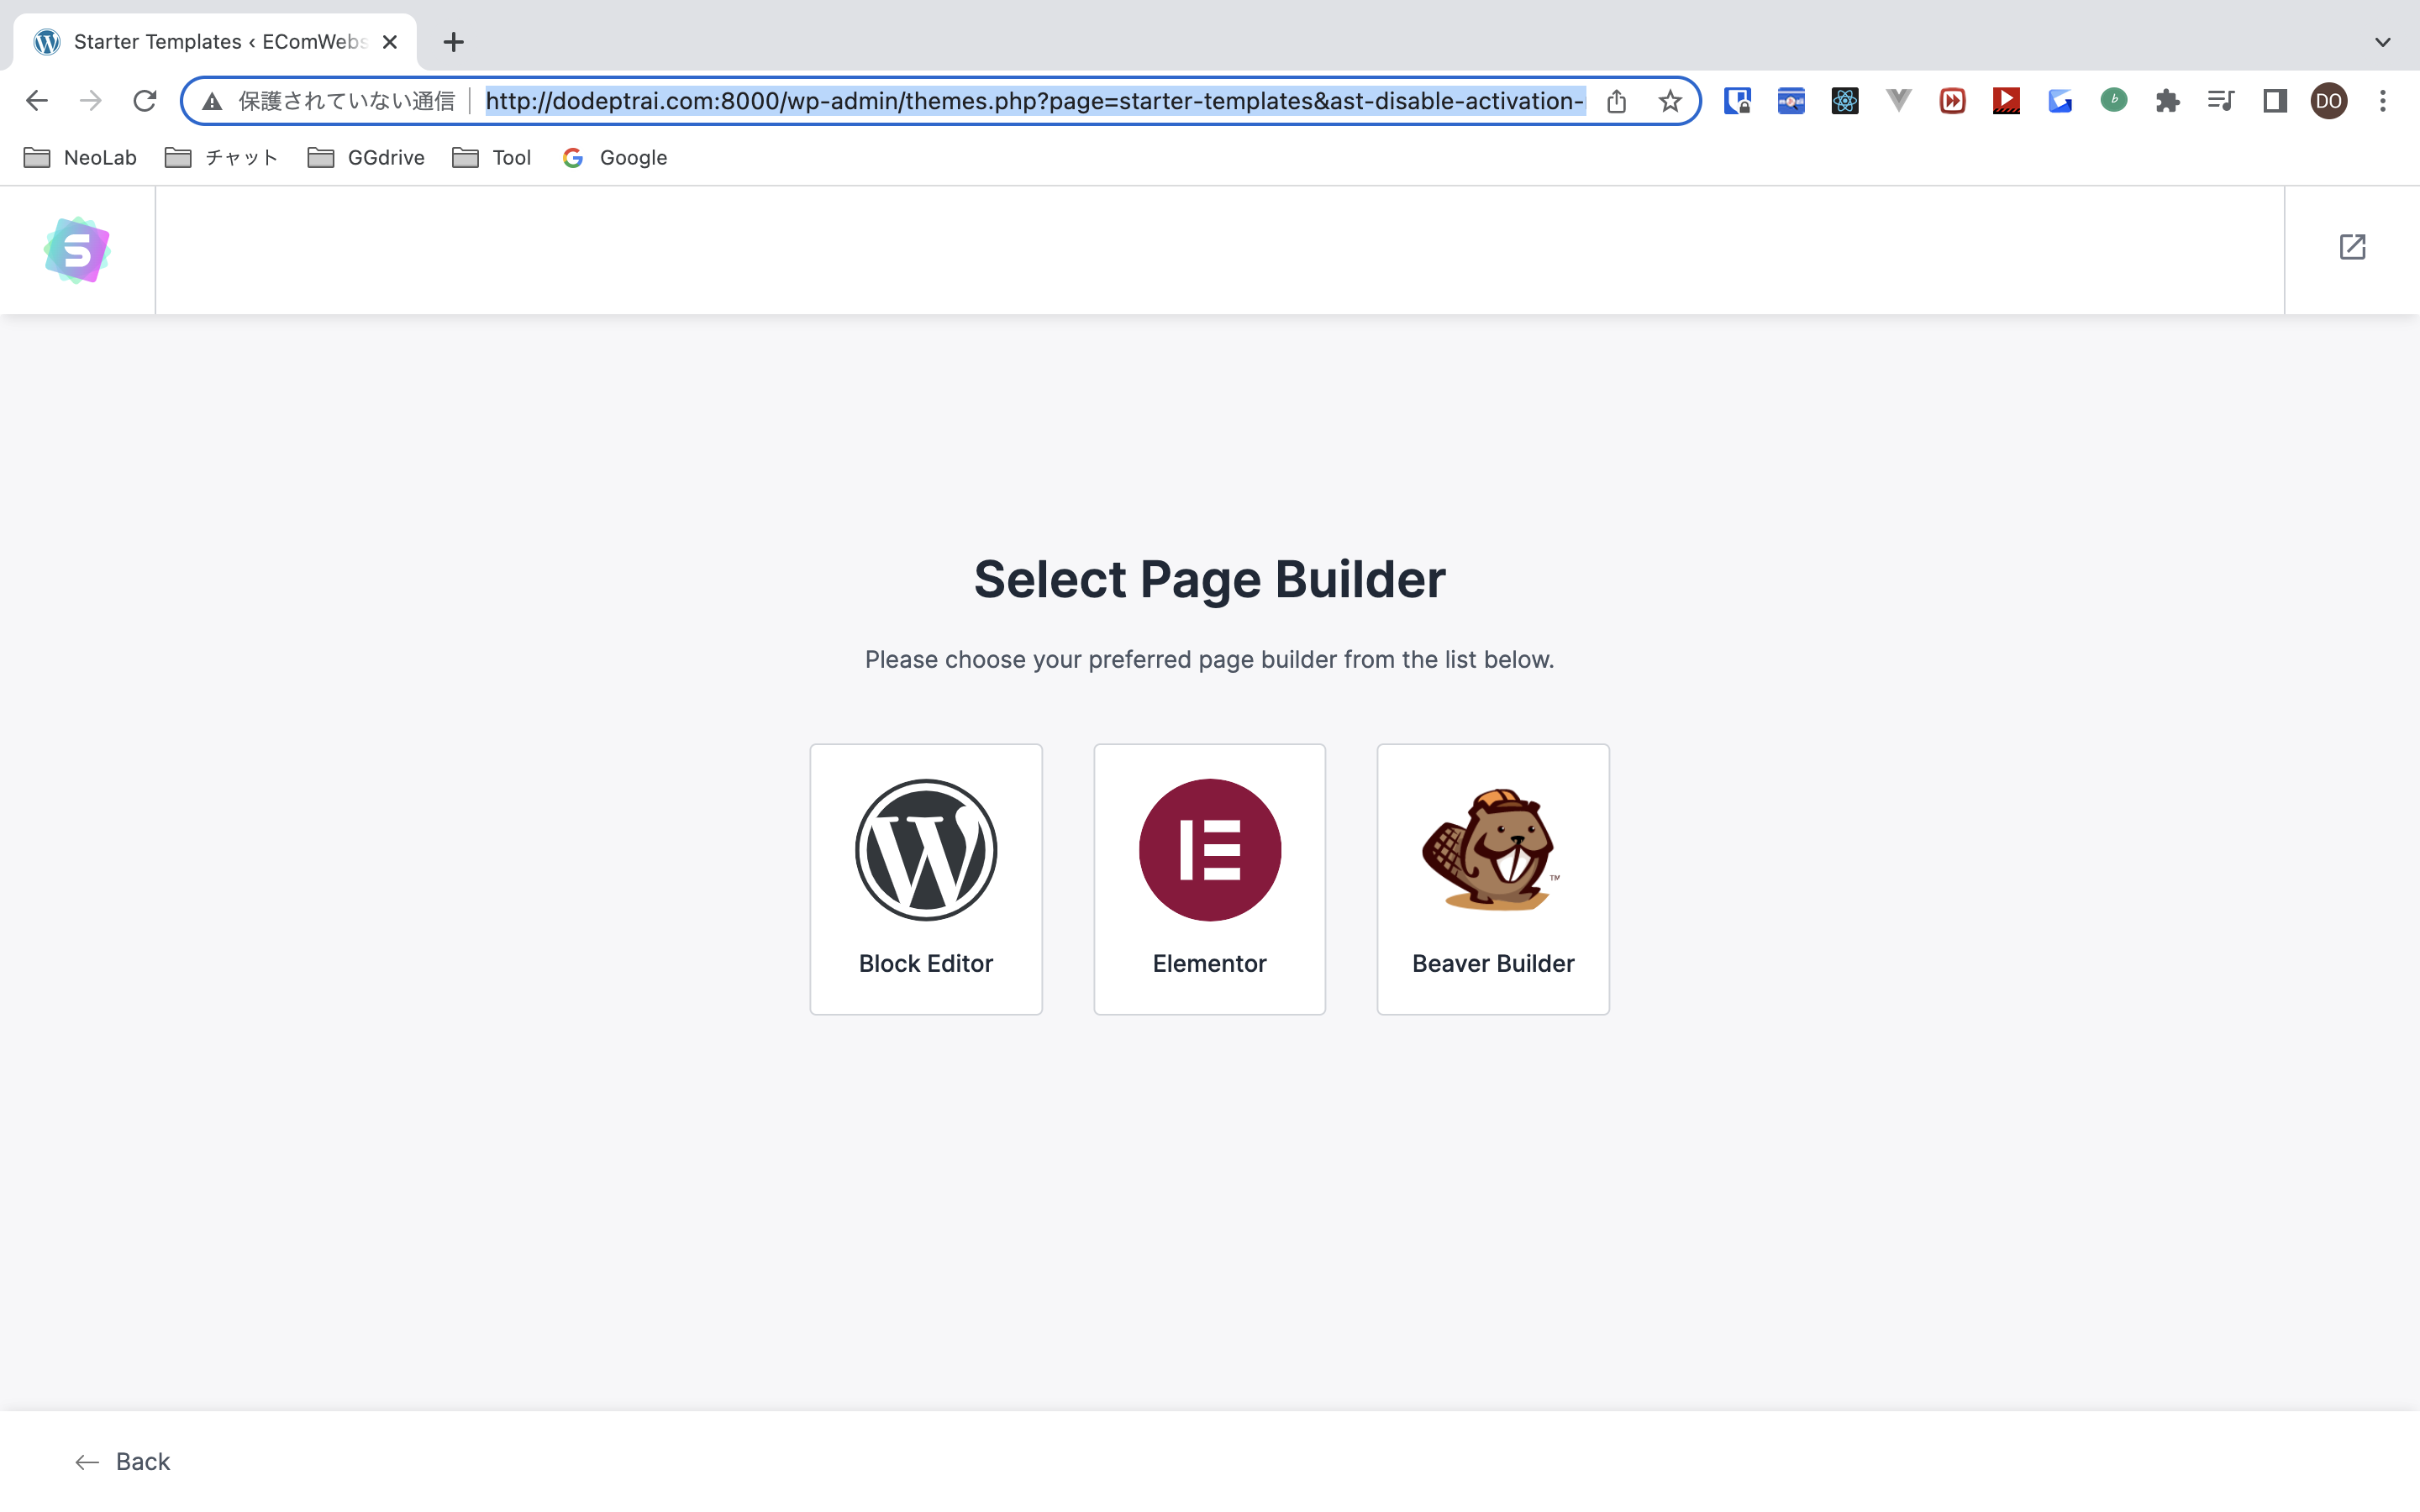 Starter Templates ‹ EComWebs
保護されていない通信 http://dodeptrai.com:8000/wp-admin/themes.php?page=starter-templates&ast-disable-activation-
DO
NeoLab チャット GGdrive Tool Google
Select Page Builder
Please choose your preferred page builder from the list below.
Block Editor Elementor Beaver Builder
Back